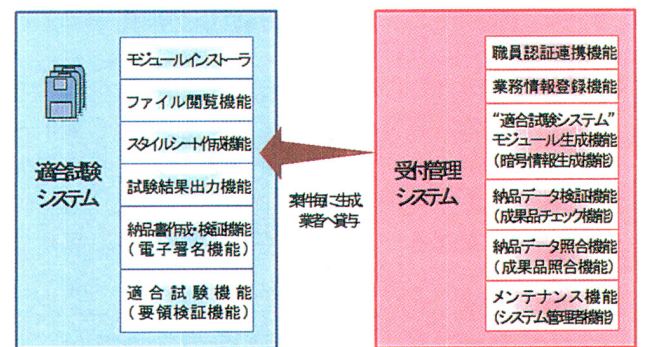 適合試験
システム
モジュールインストーラ
ファイル閲覧機能
スタイルシート作成機能
試験結果出力機能
納品書作成・検証機能
(電子署名機能)
適合試験機能
(要領検証機能)
案件毎に生成
業者へ貸与
受付管理
システム
職員認証連携機能
業務情報登録機能
“適合試験システム”
モジュール生成機能
(暗号情報生成機能)
納品データ検証機能
(成果品チェック機能)
納品データ照合機能
(成果品照合機能)
メンテナンス機能
(システム管理者機能)